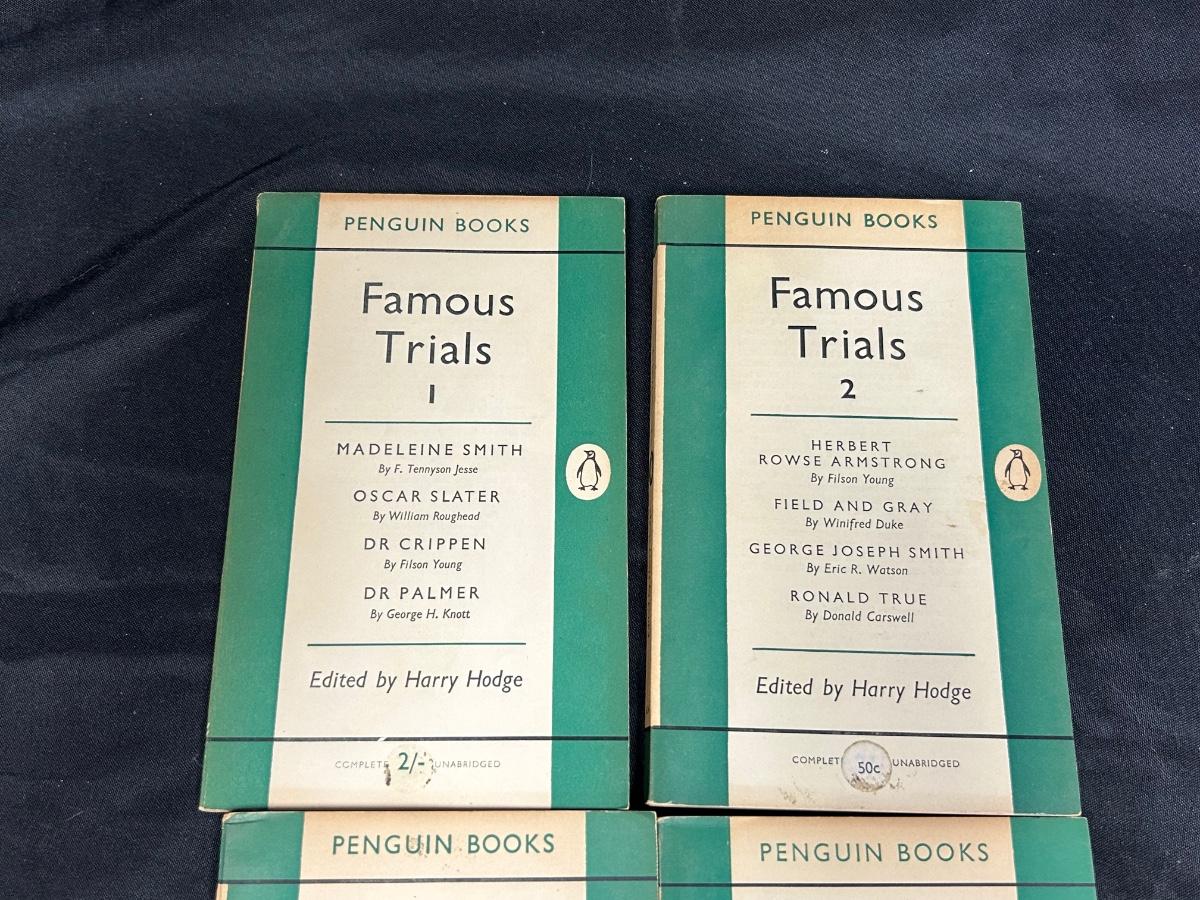 PENGUIN BOOKS
Famous
Trials
1
MADELEINE SMITH
By F. Tennyson Jesse
OSCAR SLATER
By William Roughead
DR CRIPPEN
By Filson Young
DR PALMER
By George H. Knott
Edited by Harry Hodge
COMPLETE 2/- UNABRIDGED
PENGUIN BOOKS
Famous
Trials
2
HERBERT
ROWSE ARMSTRONG
By Filson Young
FIELD AND GRAY
By Winifred Duke
GEORGE JOSEPH SMITH
By Eric R. Watson
RONALD TRUE
By Donald Carswell
Edited by Harry Hodge
COMPLET 50c UNABRIDGED
PENGUIN BOOKS
PENGUIN BOOKS